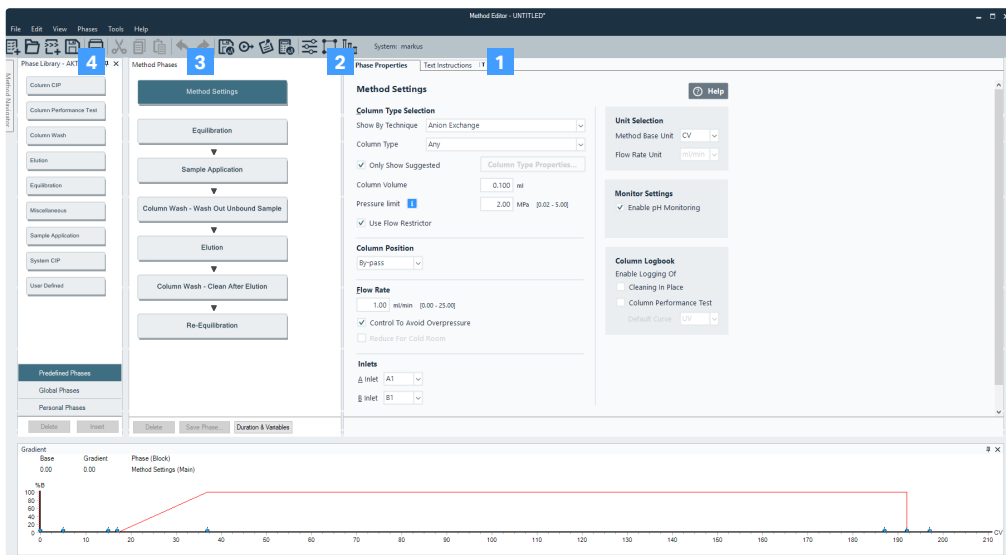 Method Editor - UNTITLED*
File Edit View Phases Tools Help
System: markus
Method Navigator
Phase Library - AKT
4
Column CIP
Column Performance Test
Column Wash
Elution
Equilibration
Miscellaneous
Sample Application
System CIP
User Defined
Predefined Phases
Global Phases
Personal Phases
Delete Insert
Method Phases
3
Method Settings
Equilibration
Sample Application
Column Wash - Wash Out Unbound Sample
Elution
Column Wash - Clean After Elution
Re-Equilibration
Delete Save Phase... Duration & Variables
2
Phase Properties Text Instructions
1
Method Settings
? Help
Column Type Selection
Show By Technique Anion Exchange
Column Type Any
Only Show Suggested Column Type Properties...
Column Volume 0.100 ml
Pressure limit i 2.00 MPa [0.02 - 5.00]
Use Flow Restrictor
Column Position
By-pass
Flow Rate
1.00 ml/min [0.00 - 25.00]
Control To Avoid Overpressure
Reduce For Cold Room
Inlets
A Inlet A1
B Inlet B1
Unit Selection
Method Base Unit CV
Flow Rate Unit ml/min
Monitor Settings
Enable pH Monitoring
Column Logbook
Enable Logging Of
Cleaning In Place
Column Performance Test
Default Curve UV
Gradient
Base Gradient Phase (Block)
0.00 0.00 Method Settings (Main)
%B
100
80
60
40
20
0
0 10 20 30 40 50 60 70 80 90 100 110 120 130 140 150 160 170 180 190 200 210 CV